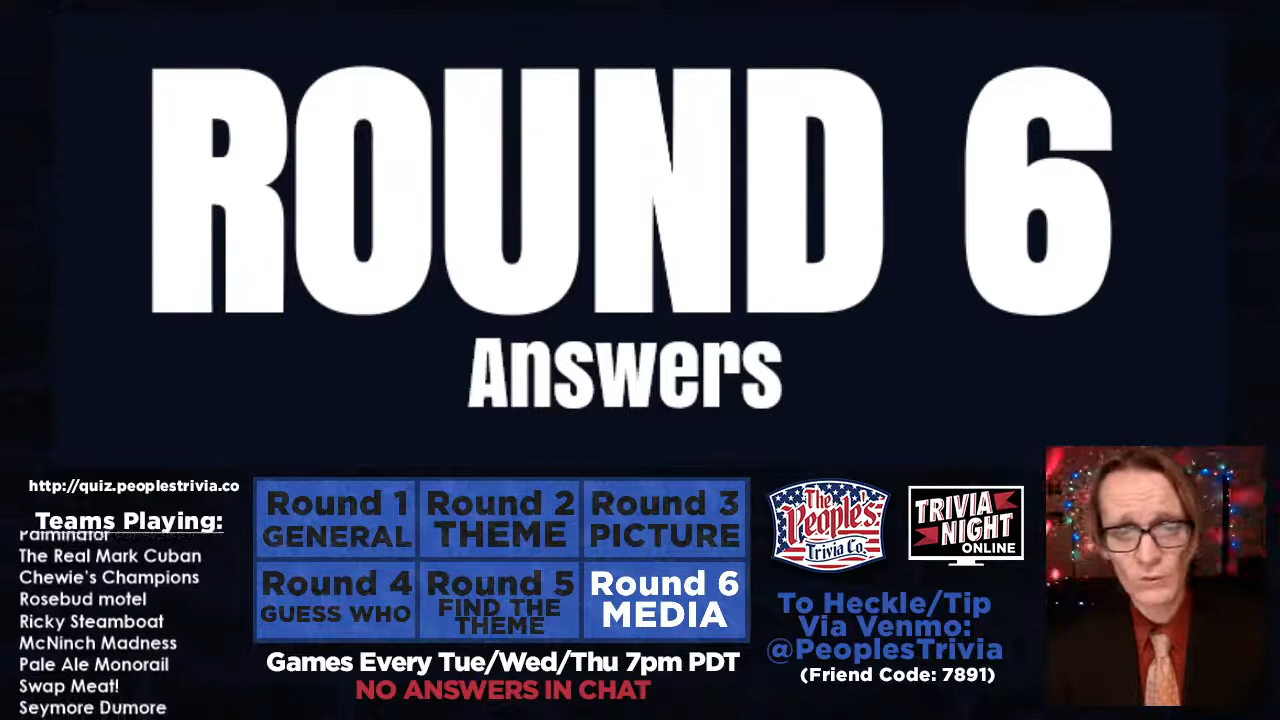 ROUND 6
Answers
http://quiz.peoplestrivia.co
Teams Playing:
Palminator
The Real Mark Cuban
Chewie's Champions
Rosebud motel
Ricky Steamboat
McNinch Madness
Pale Ale Monorail
Swap Meat!
Seymore Dumore
Round 1
GENERAL
Round 2
THEME
Round 3
PICTURE
Round 4
GUESS WHO
Round 5
FIND THE
THEME
Round 6
MEDIA
Games Every Tue/Wed/Thu 7pm PDT
NO ANSWERS IN CHAT
The
People's
Trivia Co.
TRIVIA
NIGHT
ONLINE
To Heckle/Tip
Via Venmo:
@PeoplesTrivia
(Friend Code: 7891)